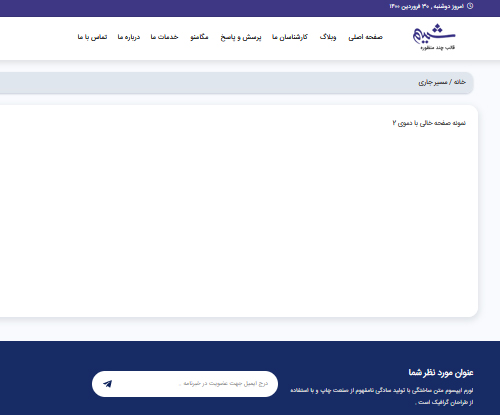 امروز دوشنبه , ۳۰ فروردین ۱۴۰۰
شیدم
قالب چند منظوره
صفحه اصلی وبلاگ کارشناسان ما پرسش و پاسخ مگامنو خدمات ما درباره ما تماس با ما
خانه / مسیر جاری
نمونه صفحه خالی با دموی ۲
عنوان مورد نظر شما
لورم ایپسوم متن ساختگی با تولید سادگی نامفهوم از صنعت چاپ و با استفاده
از طراحان گرافیک است .
درج ایمیل جهت عضویت در خبرنامه .